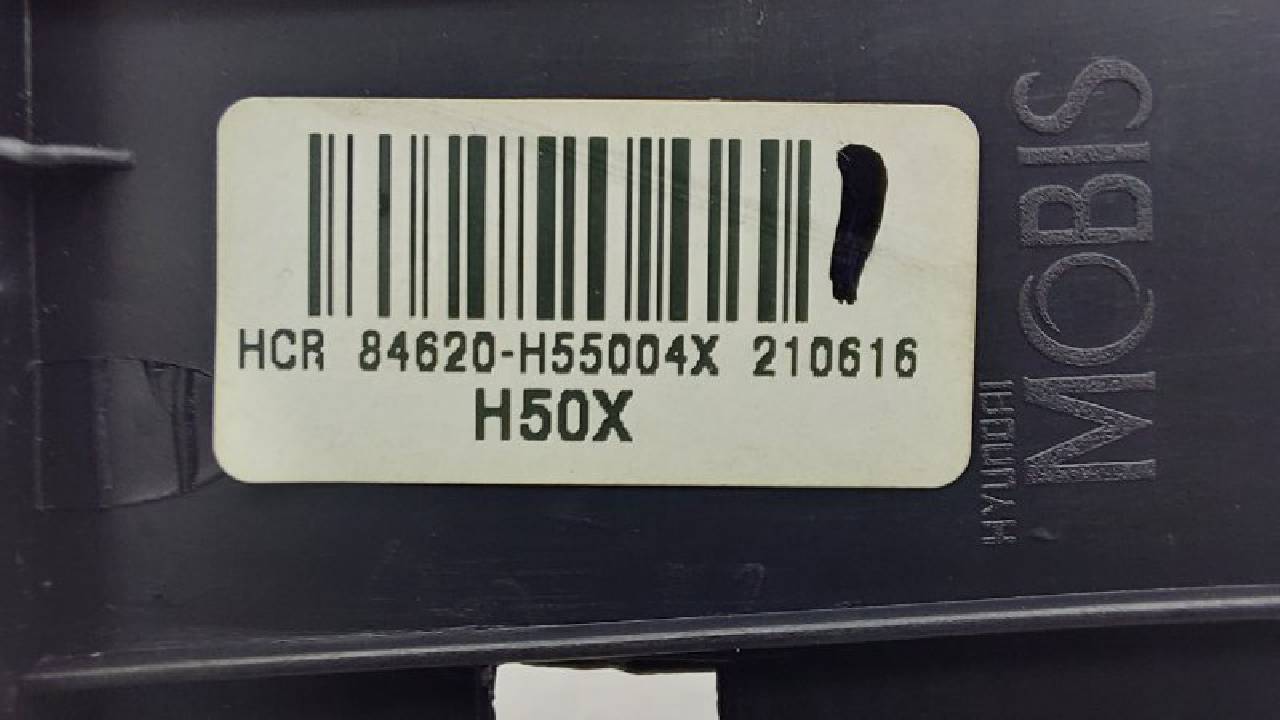 HCR 84620-H55004X 210616
H50X
HYUNDAI
MOBIS